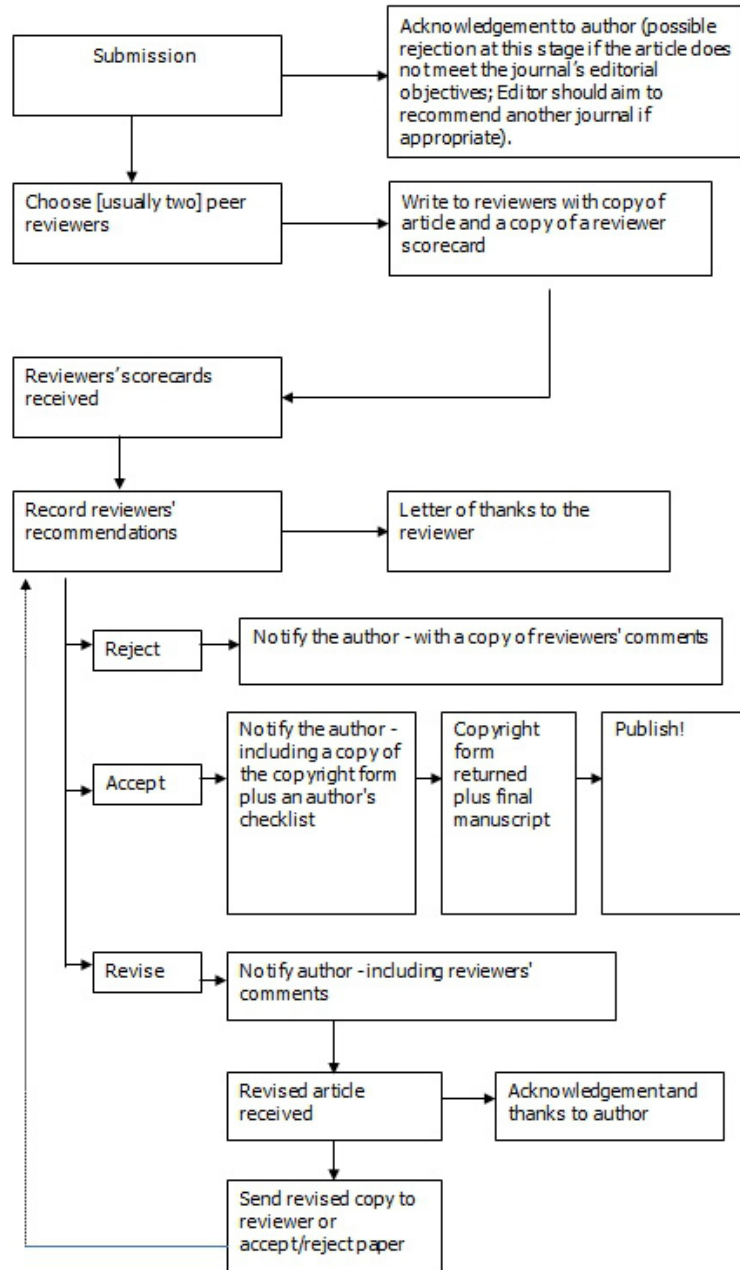 Submission
Acknowledgement to author (possible
rejection at this stage if the article does
not meet the journal's editorial
objectives; Editor should aim to
recommend another journal if
appropriate).
Choose [usually two] peer
reviewers
Write to reviewers with copy of
article and a copy of a reviewer
scorecard
Reviewers' scorecards
received
Record reviewers'
recommendations
Letter of thanks to the
reviewer
Reject
Notify the author - with a copy of reviewers' comments
Accept
Notify the author -
including a copy of
the copyright form
plus an author's
checklist
Copyright
form
returned
plus final
manuscript
Publish!
Revise
Notify author - including reviewers'
comments
Revised article
received
Acknowledgement and
thanks to author
Send revised copy to
reviewer or
accept/reject paper